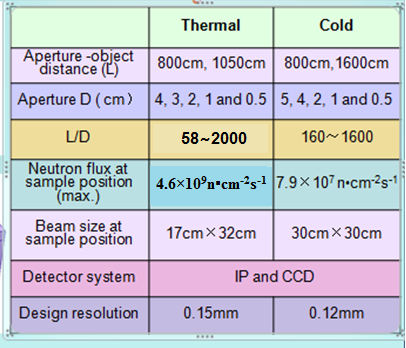 Thermal Cold
Aperture -object
distance (L) 800cm, 1050cm 800cm,1600cm
Aperture D ( cm ) 4, 3, 2, 1 and 0.5 5, 4, 2, 1 and 0.5
L/D 58~2000 160～1600
Neutron flux at
sample position
(max.) 4.6×10⁹n•cm⁻²s⁻¹ 7.9×10⁷n•cm⁻²s⁻¹
Beam size at
sample position 17cm×32cm 30cm×30cm
Detector system IP and CCD
Design resolution 0.15mm 0.12mm